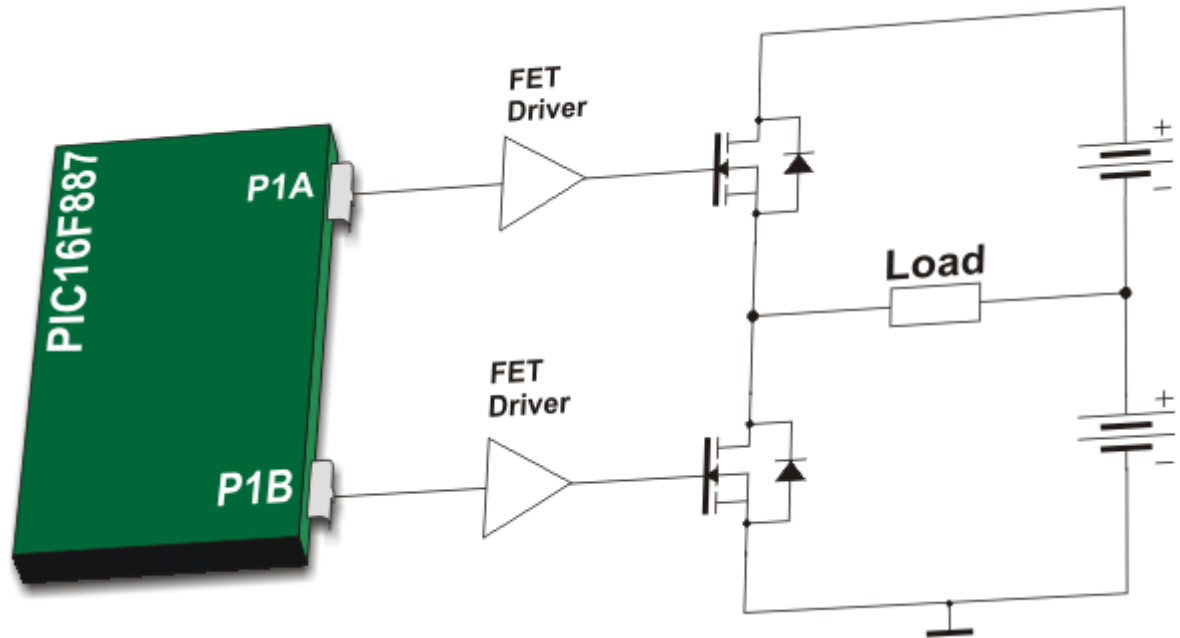 PIC16F887
P1A
FET
Driver
+
−
Load
FET
Driver
P1B
+
−